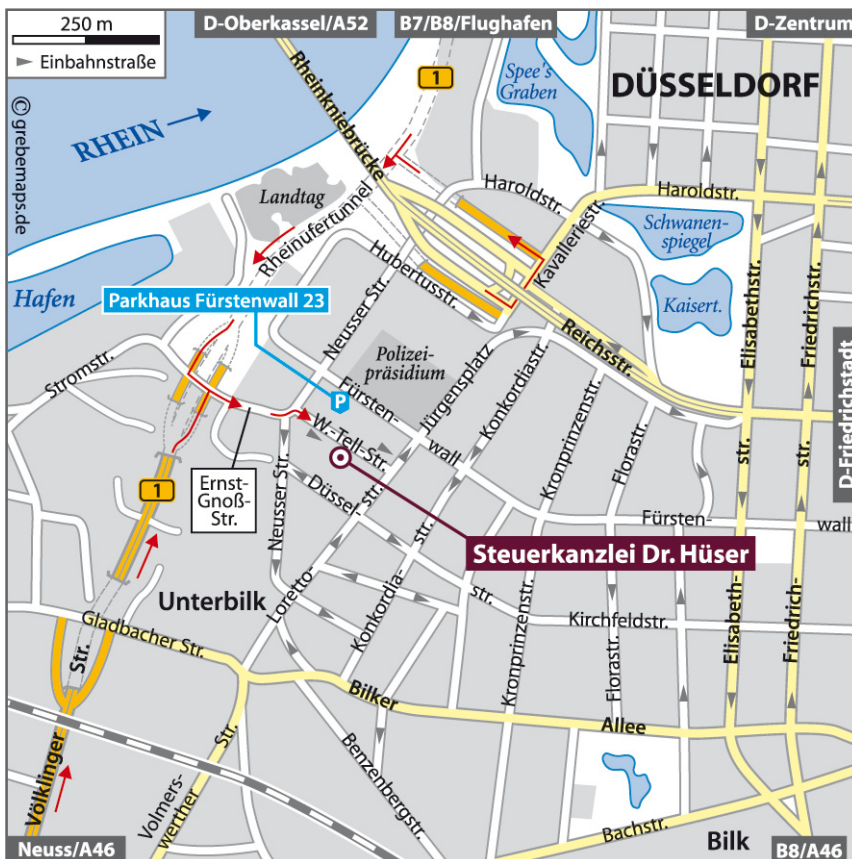 250 m
Einbahnstraße
© grebemaps.de
D-Oberkassel/A52
B7/B8/Flughafen
D-Zentrum
1
Spee's
Graben
DÜSSELDORF
RHEIN
Rheinkniebrücke
Landtag
Rheinufertunnel
Haroldstr.
Haroldstr.
Kavalleriestr.
Schwanen-
spiegel
Kaisert.
Hafen
Hubertusstr.
Neusser Str.
Parkhaus Fürstenwall 23
Reichsstr.
Elisabethstr.
Friedrichstr.
Stromstr.
Polizei-
präsidium
Jürgensplatz
Konkordiastr.
P
Fürsten-
wall
W.-Tell-Str.
Kronprinzenstr.
Florastr.
D-Friedrichstadt
str.
str.
Ernst-
Gnoß-
Str.
Neusser Str.
Düssel-
str.
str.
str.
1
Fürsten-
wall
Steuerkanzlei Dr. Hüser
Unterbilk
Loretto-
Konkordia-
Kirchfeldstr.
Elisabeth-
Friedrich-
Gladbacher Str.
Kronprinzenstr.
Florastr.
Str.
Völklinger
Bilker
Allee
Str.
Volmers-
werther
Benzenbergstr.
Bachstr.
Bilk
Neuss/A46
B8/A46